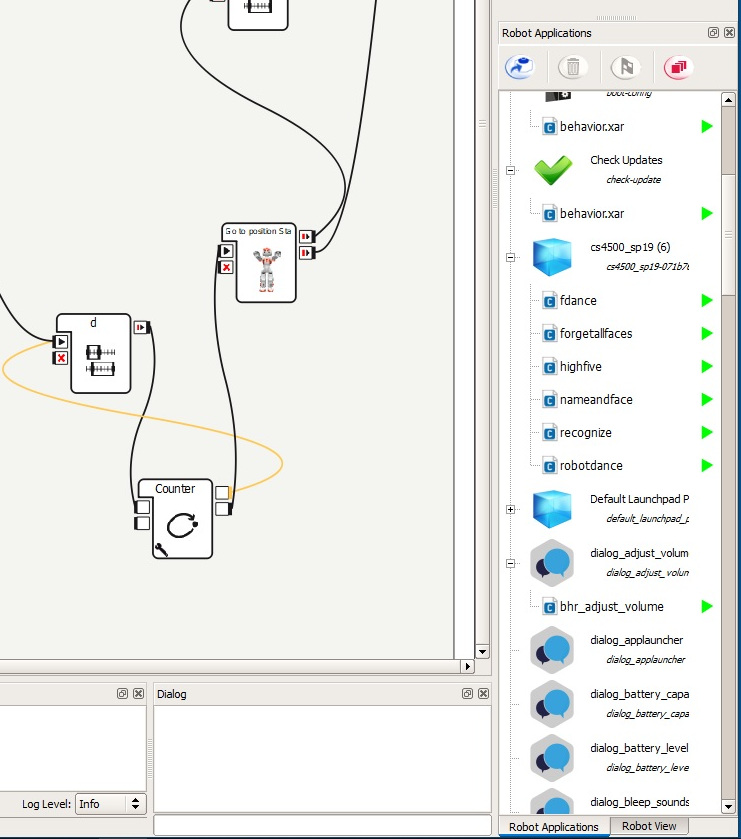 Go to position Sta
d
Counter
Log Level: Info
Dialog
Robot Applications
boot-config
behavior.xar
Check Updates
check-update
behavior.xar
cs4500_sp19 (6)
cs4500_sp19-071b7
fdance
forgetallfaces
highfive
nameandface
recognize
robotdance
Default Launchpad P
default_launchpad_p
dialog_adjust_volum
dialog_adjust_volun
bhr_adjust_volume
dialog_applauncher
dialog_applauncher
dialog_battery_capa
dialog_battery_capa
dialog_battery_level
dialog_battery_leve
dialog_bleep_sounds
Robot Applications
Robot View